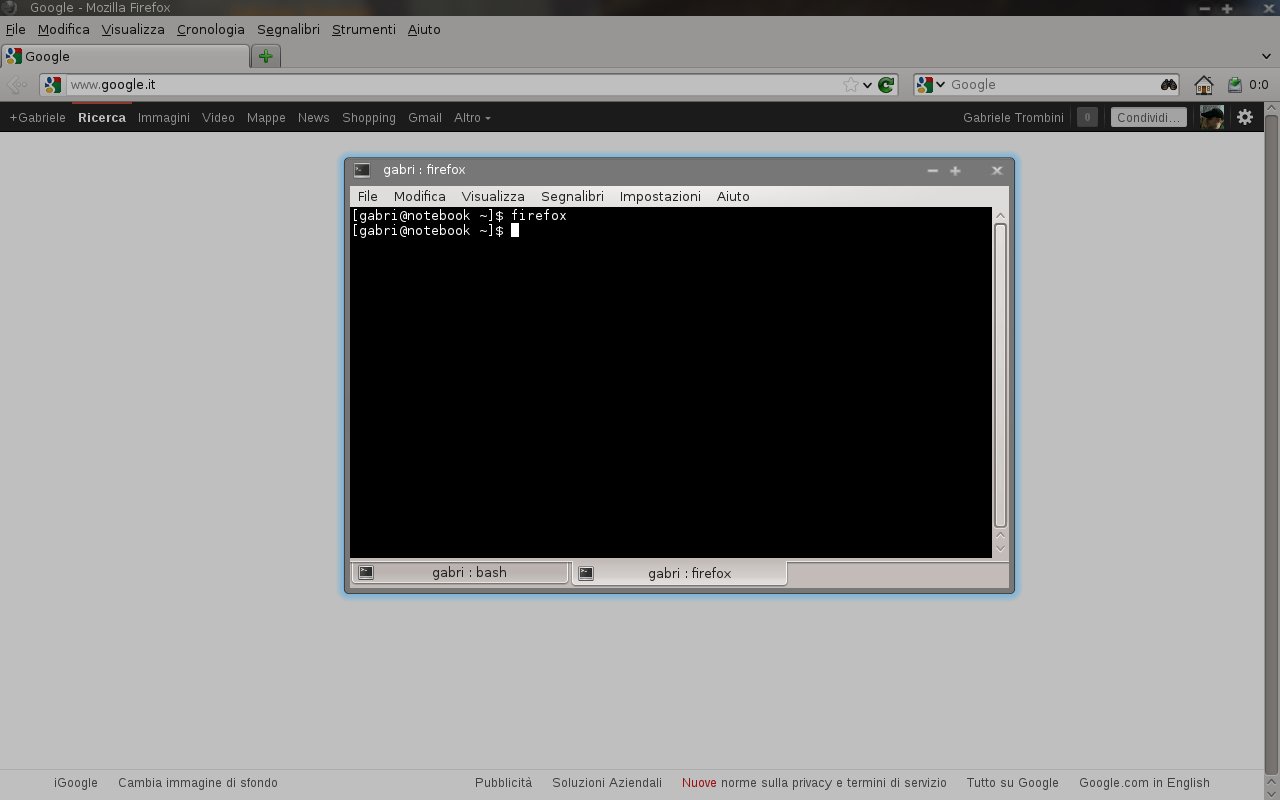 Google - Mozilla Firefox
File Modifica Visualizza Cronologia Segnalibri Strumenti Aiuto
Google
www.google.it Google 0:0
+Gabriele Ricerca Immagini Video Mappe News Shopping Gmail Altro Gabriele Trombini 0 Condividi...
gabri : firefox
File Modifica Visualizza Segnalibri Impostazioni Aiuto
[gabri@notebook ~]$ firefox
[gabri@notebook ~]$
gabri : bash gabri : firefox
iGoogle Cambia immagine di sfondo Pubblicità Soluzioni Aziendali Nuove norme sulla privacy e termini di servizio Tutto su Google Google.com in English